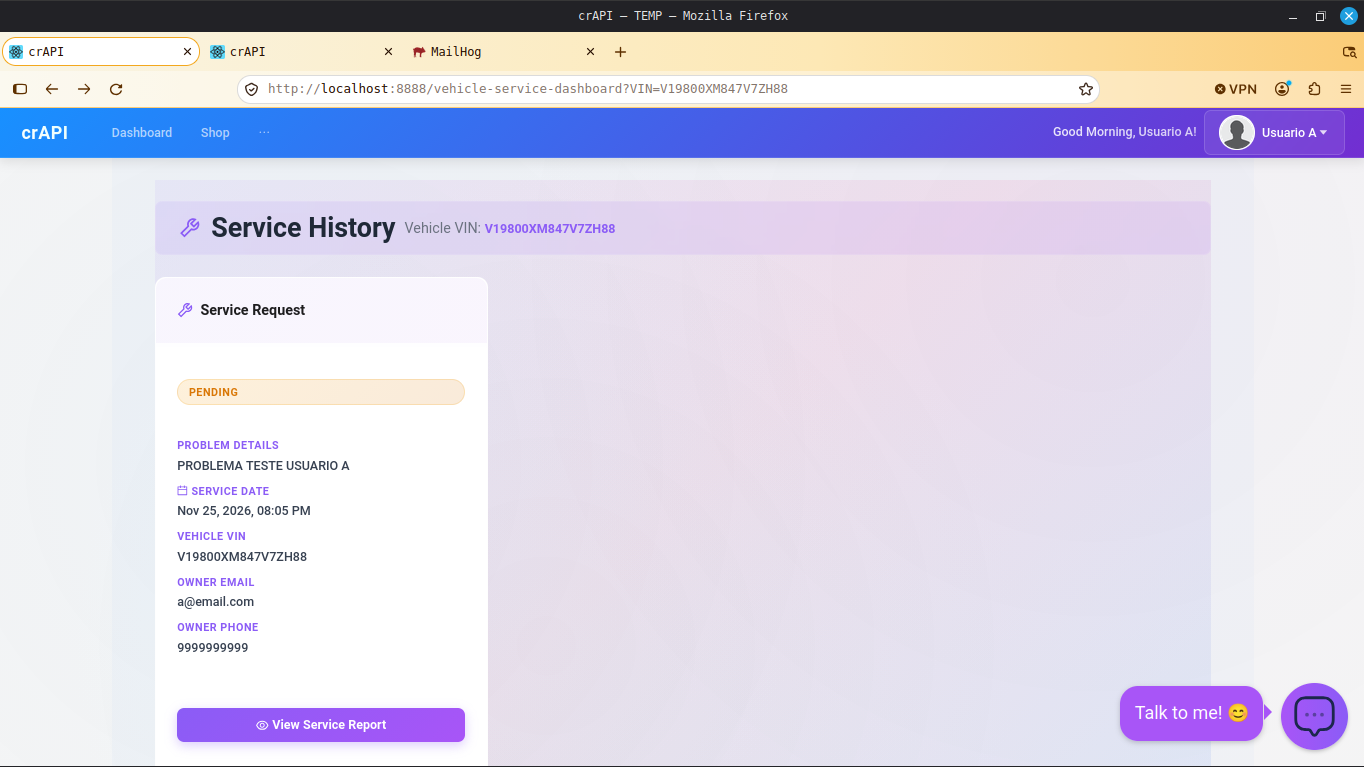 crAPI — TEMP — Mozilla Firefox
crAPI
crAPI
MailHog
http://localhost:8888/vehicle-service-dashboard?VIN=V19800XM847V7ZH88
VPN
crAPI
Dashboard
Shop
···
Good Morning, Usuario A!
Usuario A
Service History Vehicle VIN: V19800XM847V7ZH88
Service Request
PENDING
PROBLEM DETAILS
PROBLEMA TESTE USUARIO A
SERVICE DATE
Nov 25, 2026, 08:05 PM
VEHICLE VIN
V19800XM847V7ZH88
OWNER EMAIL
a@email.com
OWNER PHONE
9999999999
View Service Report
Talk to me! 😊